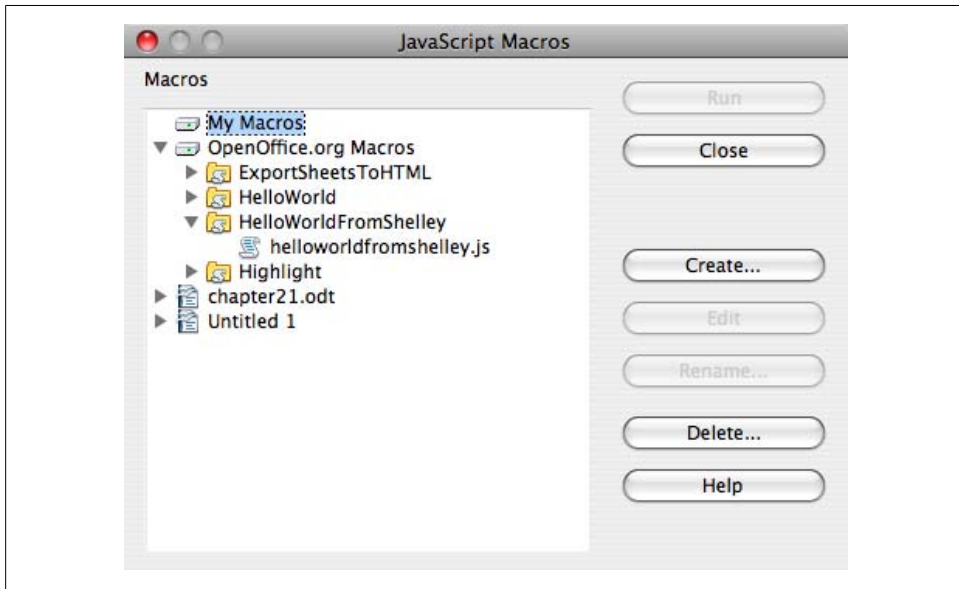 JavaScript Macros
Macros
My Macros
OpenOffice.org Macros
ExportSheetsToHTML
HelloWorld
HelloWorldFromShelley
helloworldfromshelley.js
Highlight
chapter21.odt
Untitled 1
Run
Close
Create...
Edit
Rename...
Delete...
Help